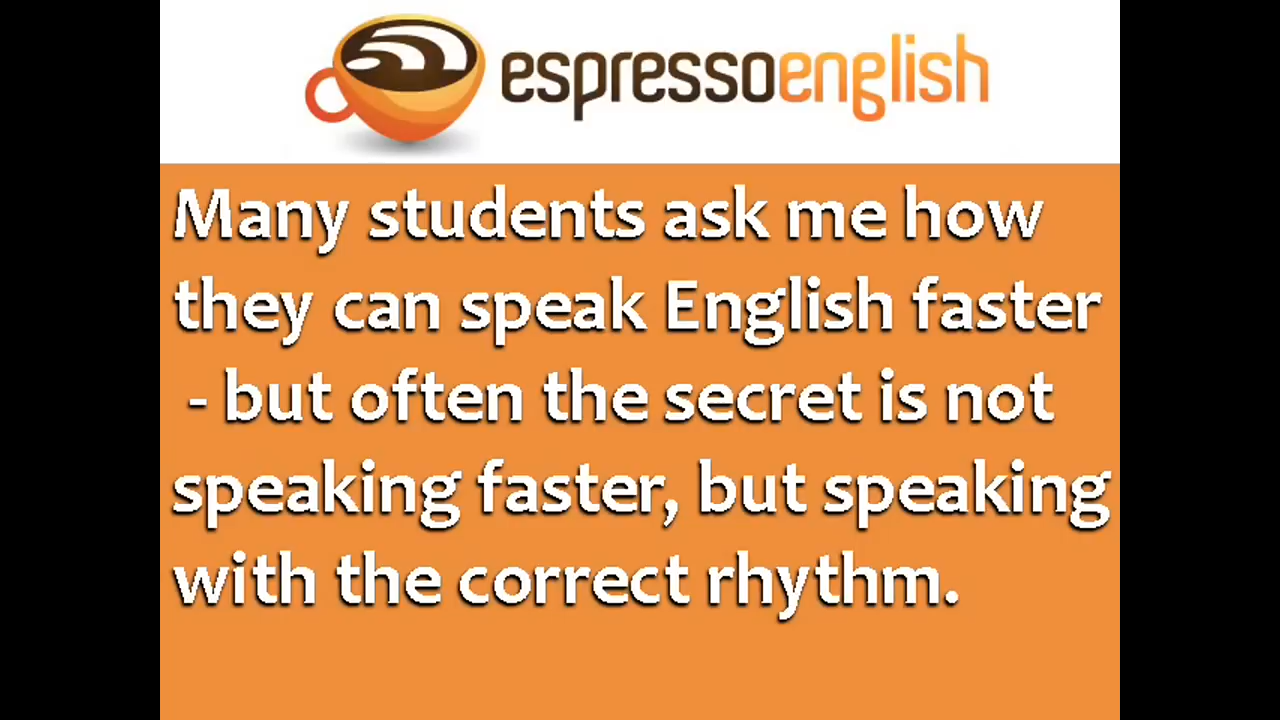 espressoenglish
Many students ask me how
they can speak English faster
- but often the secret is not
speaking faster, but speaking
with the correct rhythm.